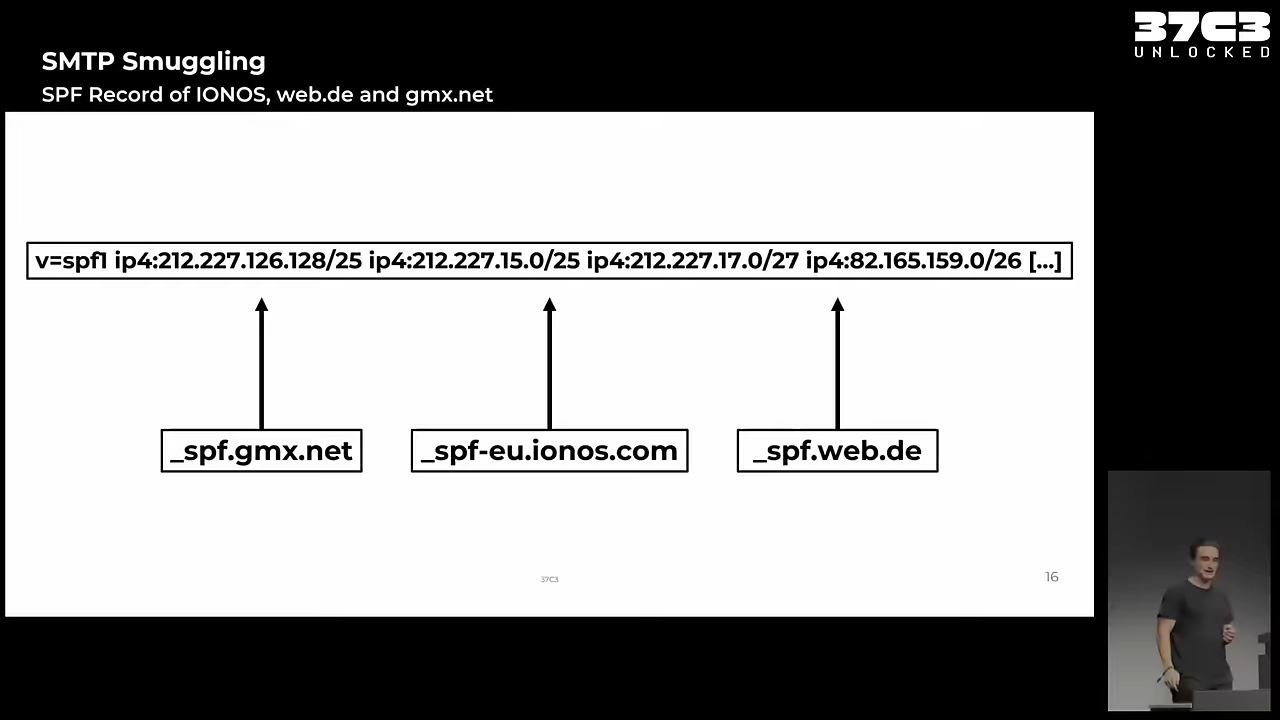 37C3
UNLOCKED
SMTP Smuggling
SPF Record of IONOS, web.de and gmx.net
v=spf1 ip4:212.227.126.128/25 ip4:212.227.15.0/25 ip4:212.227.17.0/27 ip4:82.165.159.0/26 [...]
_spf.gmx.net
_spf-eu.ionos.com
_spf.web.de
37C3
16